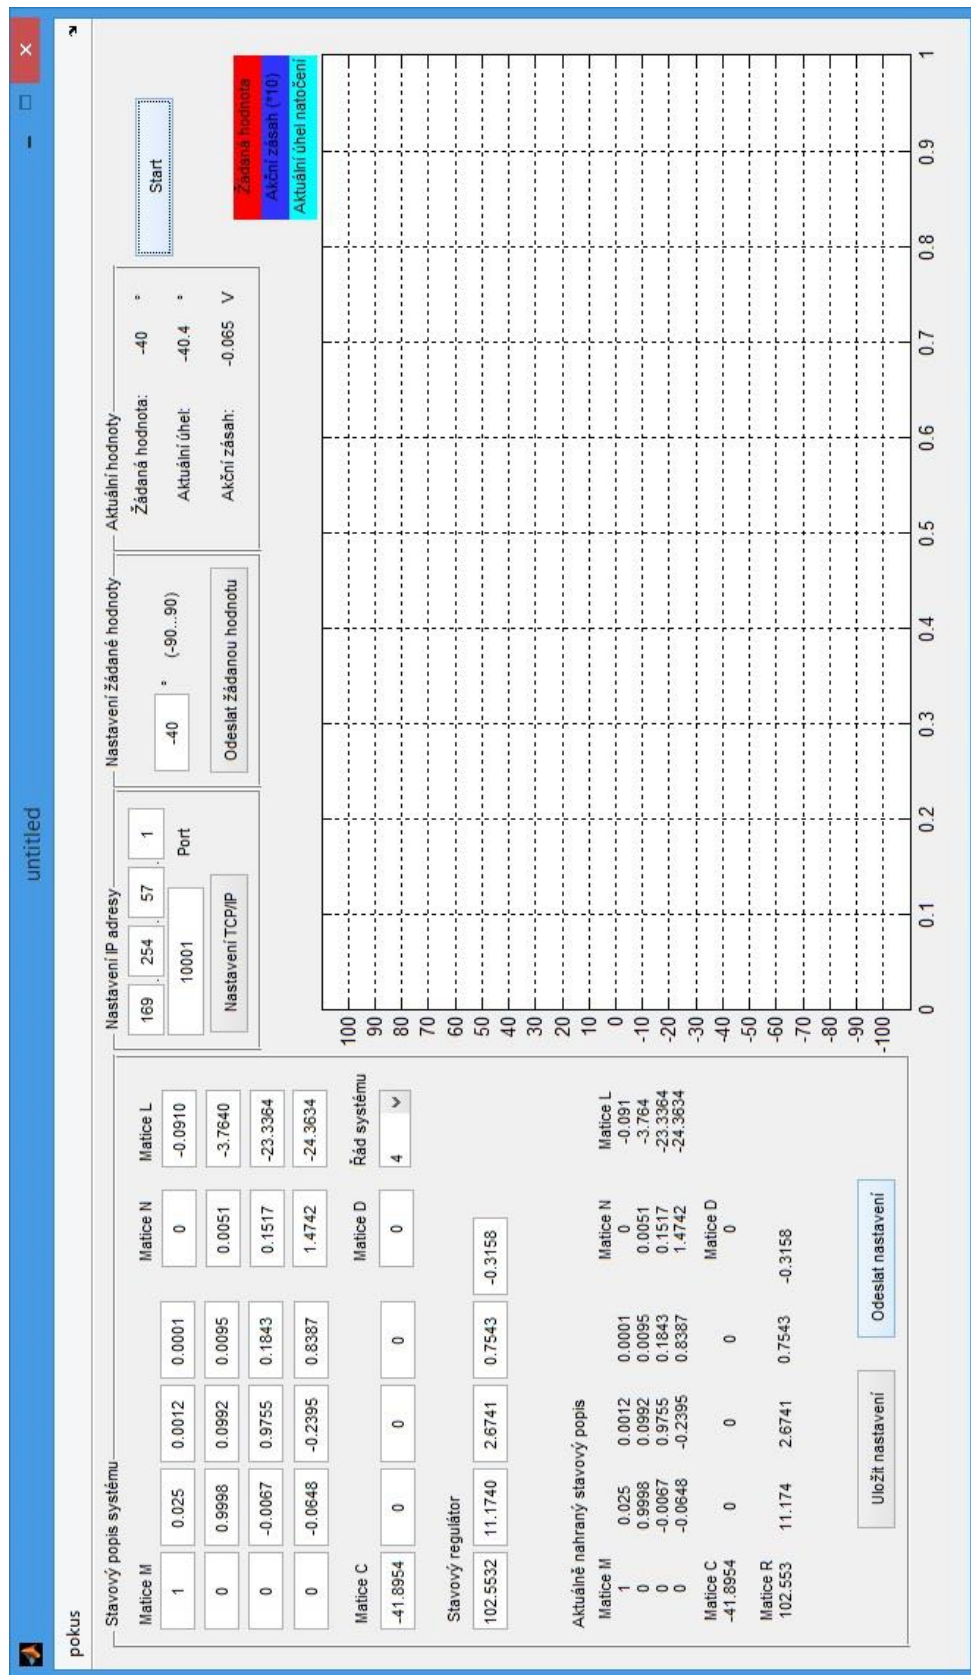 untitled
pokus
Stavový popis systému
Matice M Matice N Matice L
1 0.025 0.0012 0.0001 0 -0.0910
0 0.9998 0.0992 0.0095 0.0051 -3.7640
0 -0.0067 0.9755 0.1843 0.1517 -23.3364
0 -0.0648 -0.2395 0.8387 1.4742 -24.3634
Matice C Matice D Řád systému
-41.8954 0 0 0 0 4
Stavový regulátor
102.5532 11.1740 2.6741 0.7543 -0.3158
Aktuálně nahraný stavový popis
Matice M Matice N Matice L
1 0.025 0.0012 0.0001 0 -0.091
0 0.9998 0.0992 0.0095 0.0051 -3.764
0 -0.0067 0.9755 0.1843 0.1517 -23.3364
0 -0.0648 -0.2395 0.8387 1.4742 -24.3634
Matice C Matice D
-41.8954 0 0 0 0
Matice R
102.553 11.174 2.6741 0.7543 -0.3158
Uložit nastavení Odeslat nastavení
Nastavení IP adresy
169 . 254 . 57 . 1
10001 Port
Nastavení TCP/IP
Nastavení žádané hodnoty
-40 ° (-90...90)
Odeslat žádanou hodnotu
Aktuální hodnoty
Žádaná hodnota: -40 °
Aktuální úhel: -40.4 °
Akční zásah: -0.065 V
Start
Žádaná hodnota
Akční zásah (*10)
Aktuální úhel natočení
100
90
80
70
60
50
40
30
20
10
0
-10
-20
-30
-40
-50
-60
-70
-80
-90
-100
0 0.1 0.2 0.3 0.4 0.5 0.6 0.7 0.8 0.9 1